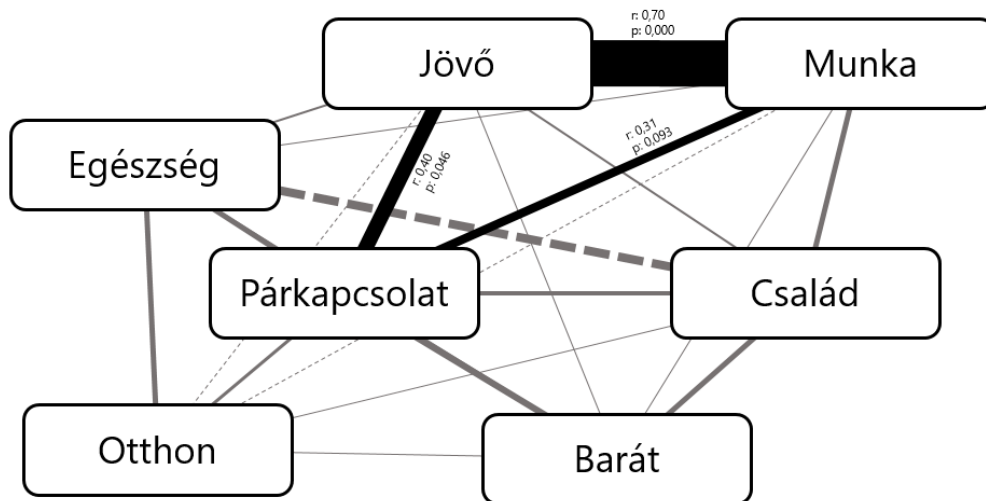 r: 0,70
p: 0,000
Jövő
Munka
r: 0,31
p: 0,093
Egészség
r: 0,40
p: 0,046
Párkapcsolat
Család
Otthon
Barát